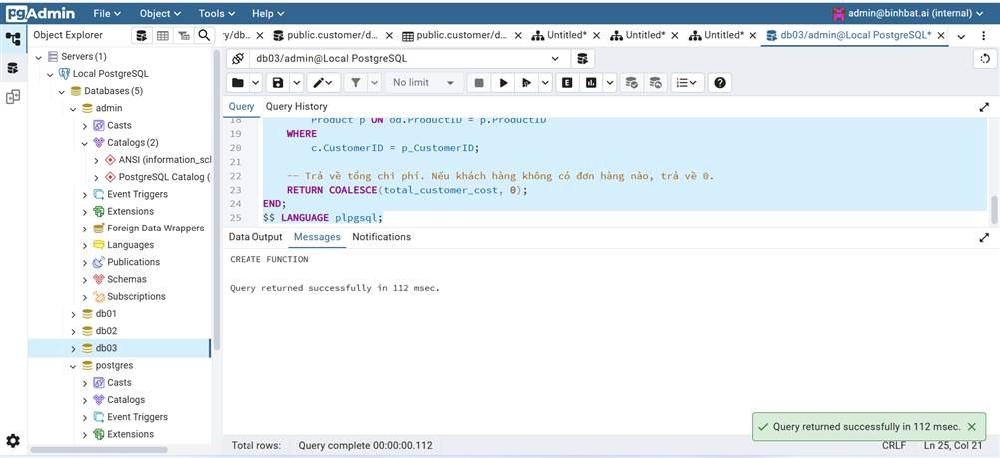 pgAdmin File Object Tools Help admin@binhbat.ai (internal)
Object Explorer
y/db... public.customer/d... public.customer/d... Untitled* Untitled* Untitled* db03/admin@Local PostgreSQL*
Servers (1)
Local PostgreSQL
Databases (5)
admin
Casts
Catalogs (2)
ANSI (information_scl
PostgreSQL Catalog (
Event Triggers
Extensions
Foreign Data Wrappers
Languages
Publications
Schemas
Subscriptions
db01
db02
db03
postgres
Casts
Catalogs
Event Triggers
Extensions
db03/admin@Local PostgreSQL
No limit
E
Query Query History
18 Product p ON od.ProductID = p.ProductID
19 WHERE
20 c.CustomerID = p_CustomerID;
21
22 -- Trả về tổng chi phí. Nếu khách hàng không có đơn hàng nào, trả về 0.
23 RETURN COALESCE(total_customer_cost, 0);
24 END;
25 $$ LANGUAGE plpgsql;
Data Output Messages Notifications
CREATE FUNCTION
Query returned successfully in 112 msec.
Query returned successfully in 112 msec.
Total rows: Query complete 00:00:00.112 CRLF Ln 25, Col 21